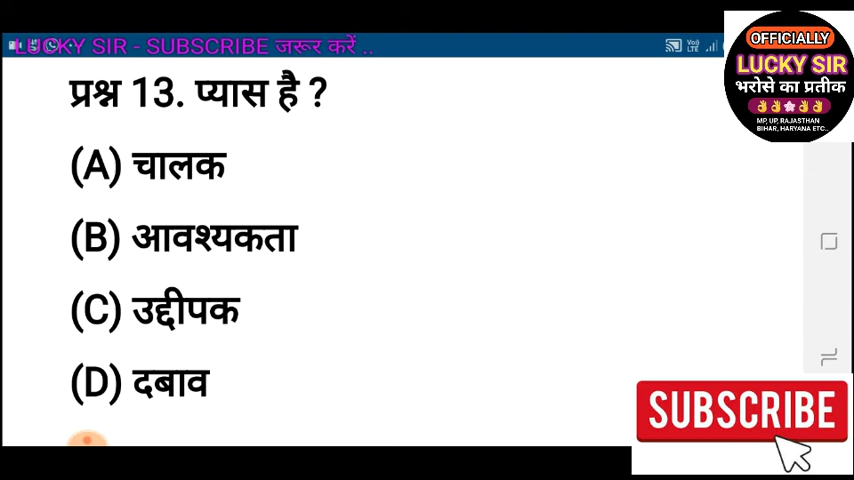 LUCKY SIR - SUBSCRIBE जरूर करें ..
OFFICIALLY
LUCKY SIR
भरोसे का प्रतीक
MP, UP, RAJASTHAN
BIHAR, HARYANA ETC..
प्रश्न 13. प्यास है ?
(A) चालक
(B) आवश्यकता
(C) उद्दीपक
(D) दबाव
SUBSCRIBE